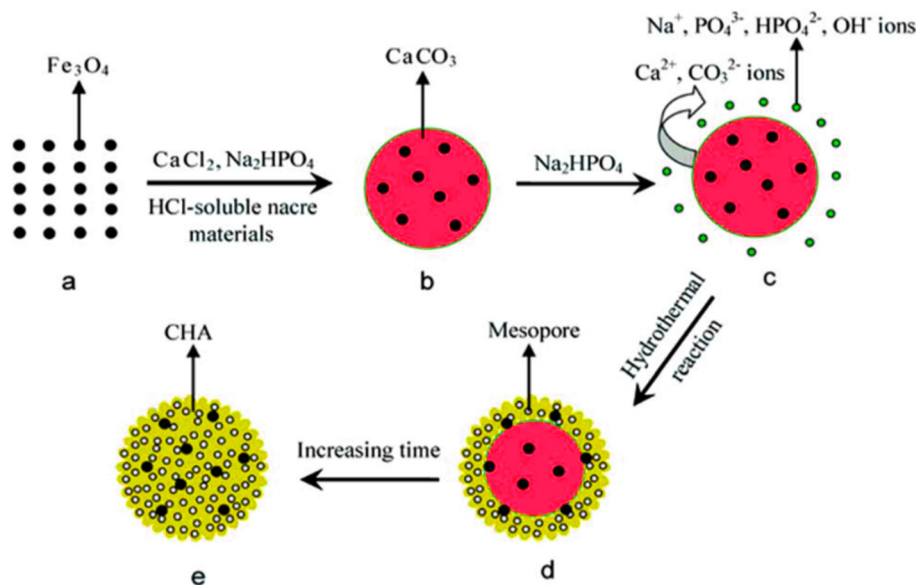 Fe₃O₄
CaCl₂, Na₂HPO₄
HCl-soluble nacre
materials
a
CaCO₃
b
Na₂HPO₄
Na⁺, PO₄³⁻, HPO₄²⁻, OH⁻ ions
Ca²⁺, CO₃²⁻ ions
c
Hydrothermal
reaction
Mesopore
d
Increasing time
CHA
e